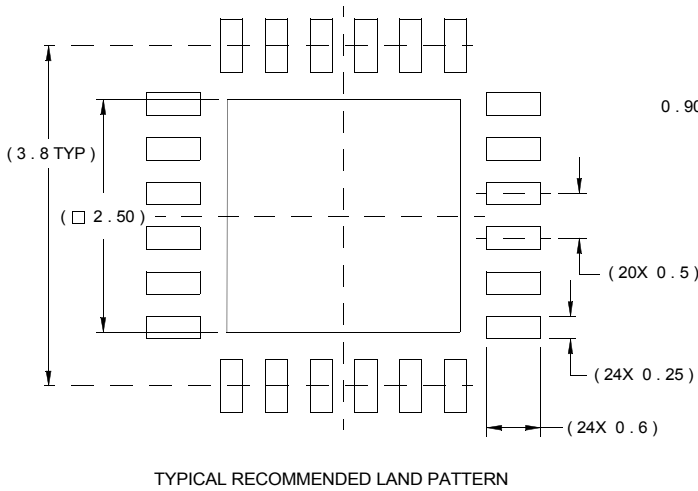 0.90
( 3 . 8 TYP )
( □ 2 . 50 )
( 20X 0 . 5 )
( 24X 0 . 25 )
( 24X 0 . 6 )
TYPICAL RECOMMENDED LAND PATTERN